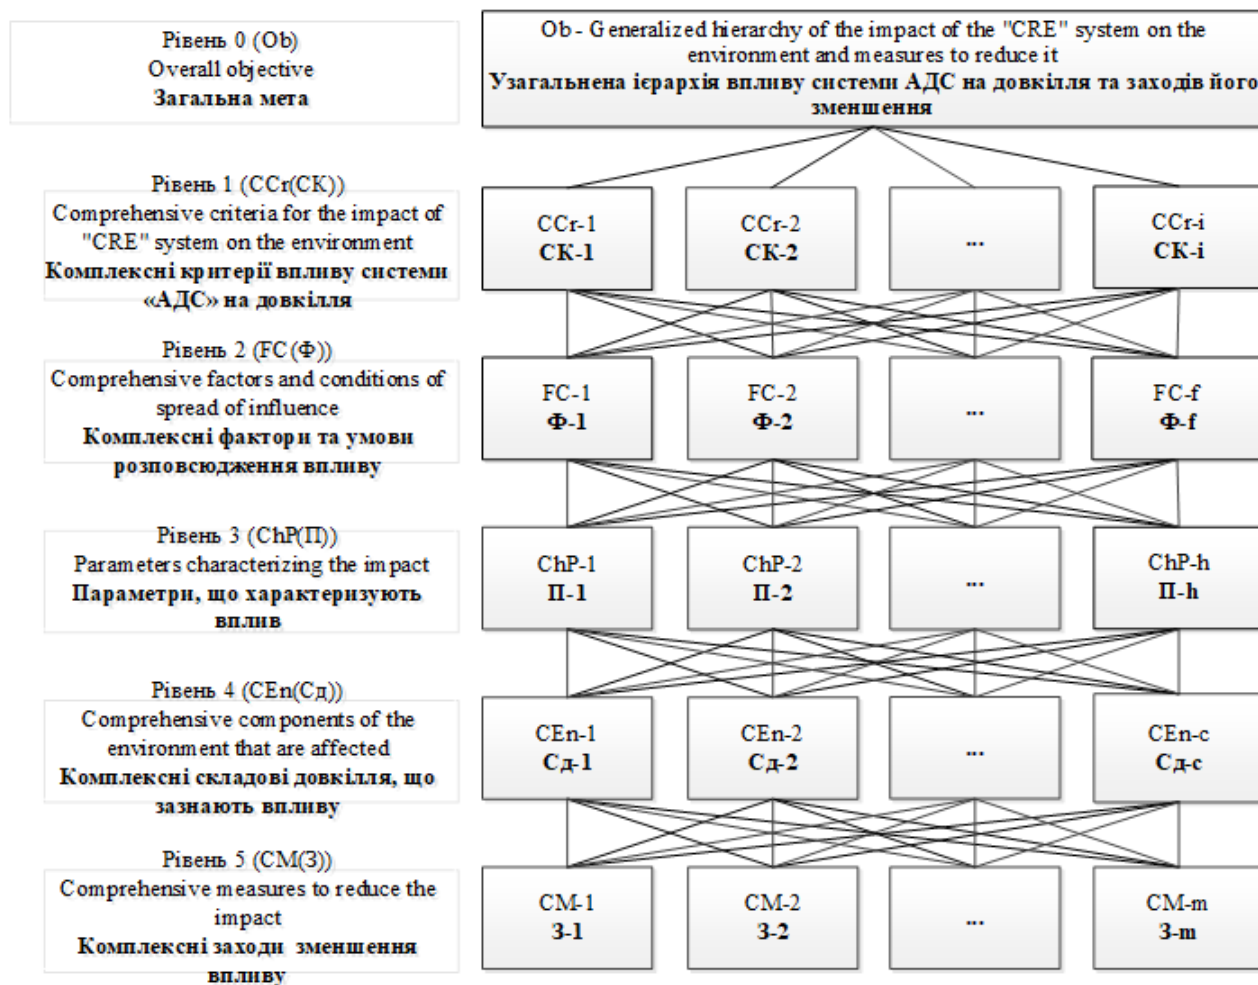 Рівень 0 (Ob)
Overall objective
Загальна мета
Ob - Generalized hierarchy of the impact of the "CRE" system on the
environment and measures to reduce it
Узагальнена ієрархія впливу системи АДС на довкілля та заходів його
зменшення
Рівень 1 (CCr(СК))
Comprehensive criteria for the impact of
"CRE" system on the environment
Комплексні критерії впливу системи
«АДС» на довкілля
CCr-1
СК-1
CCr-2
СК-2
...
CCr-i
СК-i
Рівень 2 (FC(Ф))
Comprehensive factors and conditions of
spread of influence
Комплексні фактори та умови
розповсюдження впливу
FC-1
Ф-1
FC-2
Ф-2
...
FC-f
Ф-f
Рівень 3 (ChP(П))
Parameters characterizing the impact
Параметри, що характеризують
вплив
ChP-1
П-1
ChP-2
П-2
...
ChP-h
П-h
Рівень 4 (CEn(Сд))
Comprehensive components of the
environment that are affected
Комплексні складові довкілля, що
зазнають впливу
CEn-1
Сд-1
CEn-2
Сд-2
...
CEn-c
Сд-с
Рівень 5 (CM(З))
Comprehensive measures to reduce the
impact
Комплексні заходи зменшення
впливу
CM-1
З-1
CM-2
З-2
...
CM-m
З-m